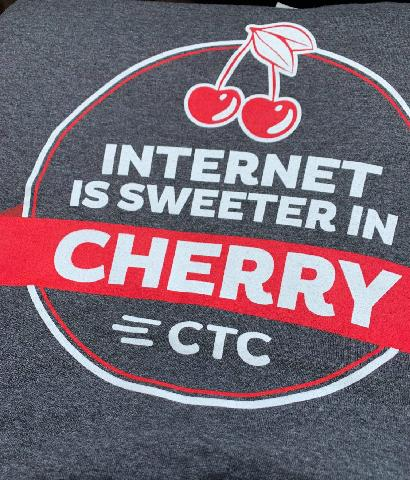 INTERNET
IS SWEETER IN
CHERRY
CTC